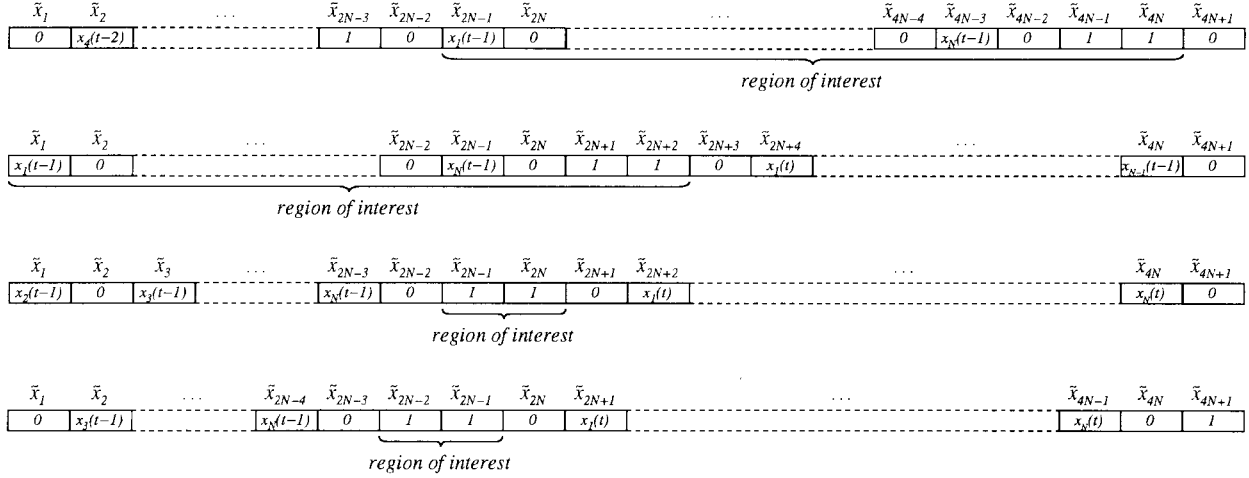 x̃₁ x̃₂ ... x̃₂N₋₃ x̃₂N₋₂ x̃₂N₋₁ x̃₂N ... x̃₄N₋₄ x̃₄N₋₃ x̃₄N₋₂ x̃₄N₋₁ x̃₄N x̃₄N₊₁
0 x₄(t−2) 1 0 x₁(t−1) 0 0 xN(t−1) 0 1 1 0
region of interest
x̃₁ x̃₂ ... x̃₂N₋₂ x̃₂N₋₁ x̃₂N x̃₂N₊₁ x̃₂N₊₂ x̃₂N₊₃ x̃₂N₊₄ ... x̃₄N x̃₄N₊₁
x₁(t−1) 0 0 xN(t−1) 0 1 1 0 x₁(t) xN₋₁(t−1) 0
region of interest
x̃₁ x̃₂ x̃₃ ... x̃₂N₋₃ x̃₂N₋₂ x̃₂N₋₁ x̃₂N x̃₂N₊₁ x̃₂N₊₂ ... x̃₄N x̃₄N₊₁
x₂(t−1) 0 x₃(t−1) xN(t−1) 0 1 1 0 x₁(t) xN(t) 0
region of interest
x̃₁ x̃₂ ... x̃₂N₋₄ x̃₂N₋₃ x̃₂N₋₂ x̃₂N₋₁ x̃₂N x̃₂N₊₁ ... x̃₄N₋₁ x̃₄N x̃₄N₊₁
0 x₃(t−1) xN(t−1) 0 1 1 0 x₁(t) xN(t) 0 1
region of interest